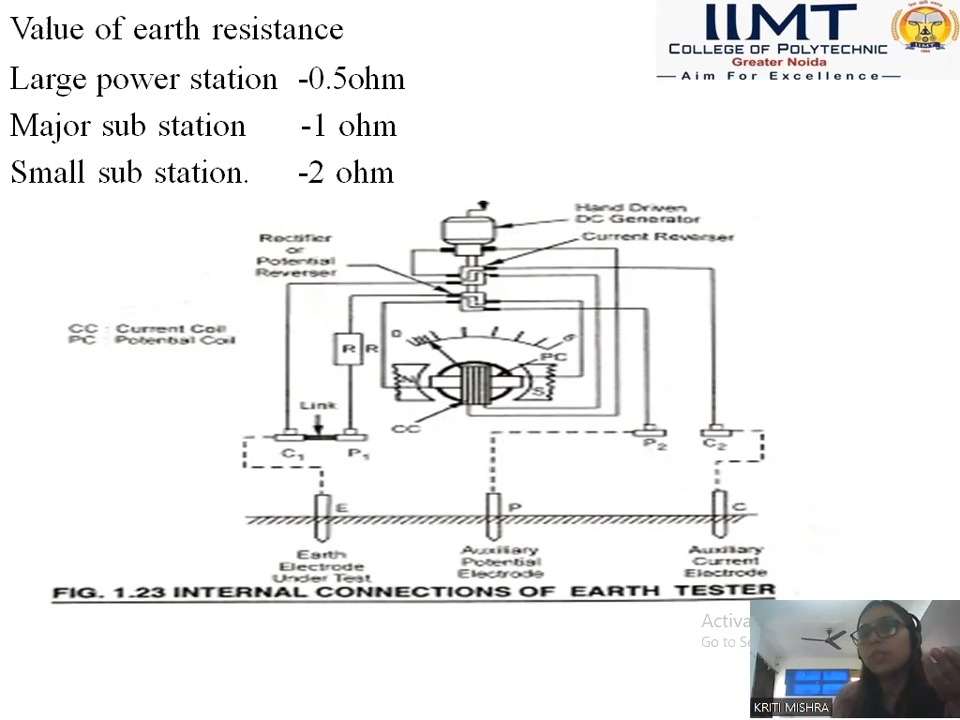 Value of earth resistance
Large power station -0.5ohm
Major sub station -1 ohm
Small sub station. -2 ohm
IIMT
COLLEGE OF POLYTECHNIC
Greater Noida
Aim For Excellence
IIMT
Hand Driven
DC Generator
Current Reverser
Rectifier
or
Potential
Reverser
CC : Current Coil
PC : Potential Coil
0
R R
PC
N
S
Link
CC
C1
P1
P2
C2
E
P
C
Earth
Electrode
Under Test
Auxiliary
Potential
Electrode
Auxiliary
Current
Electrode
FIG. 1.23 INTERNAL CONNECTIONS OF EARTH TESTER
Activa
Go to Se
KRITI MISHRA